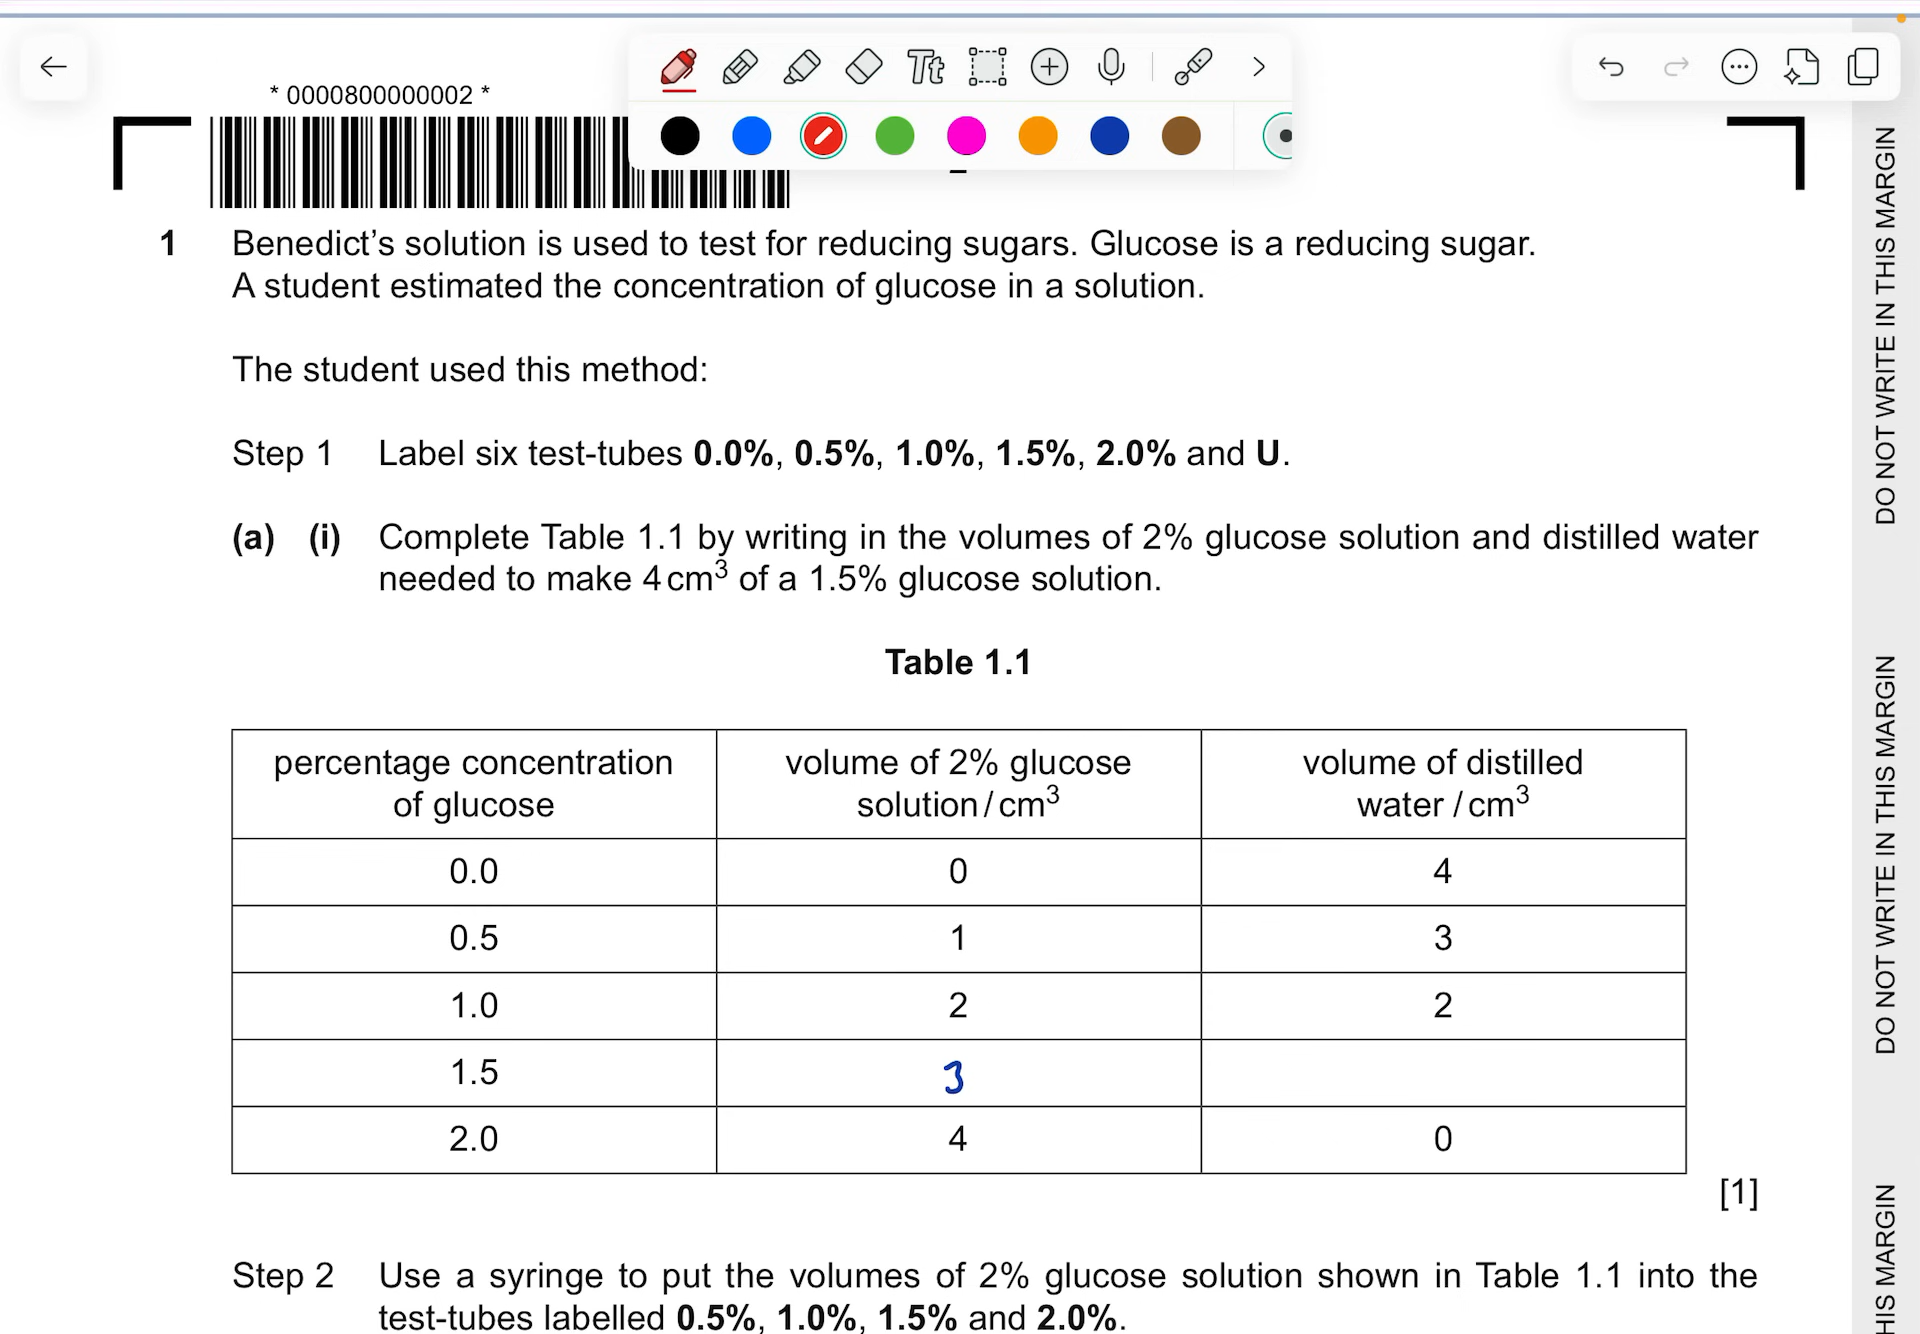 * 0000800000002 *
Tt
DO NOT WRITE IN THIS MARGIN
1 Benedict's solution is used to test for reducing sugars. Glucose is a reducing sugar.
A student estimated the concentration of glucose in a solution.
The student used this method:
Step 1 Label six test-tubes 0.0%, 0.5%, 1.0%, 1.5%, 2.0% and U.
(a) (i) Complete Table 1.1 by writing in the volumes of 2% glucose solution and distilled water
needed to make 4 cm³ of a 1.5% glucose solution.
Table 1.1
DO NOT WRITE IN THIS MARGIN
percentage concentration of glucose volume of 2% glucose solution / cm³ volume of distilled water / cm³
0.0 0 4
0.5 1 3
1.0 2 2
1.5 3
2.0 4 0
[1]
Step 2 Use a syringe to put the volumes of 2% glucose solution shown in Table 1.1 into the
test-tubes labelled 0.5%, 1.0%, 1.5% and 2.0%.
HIS MARGIN